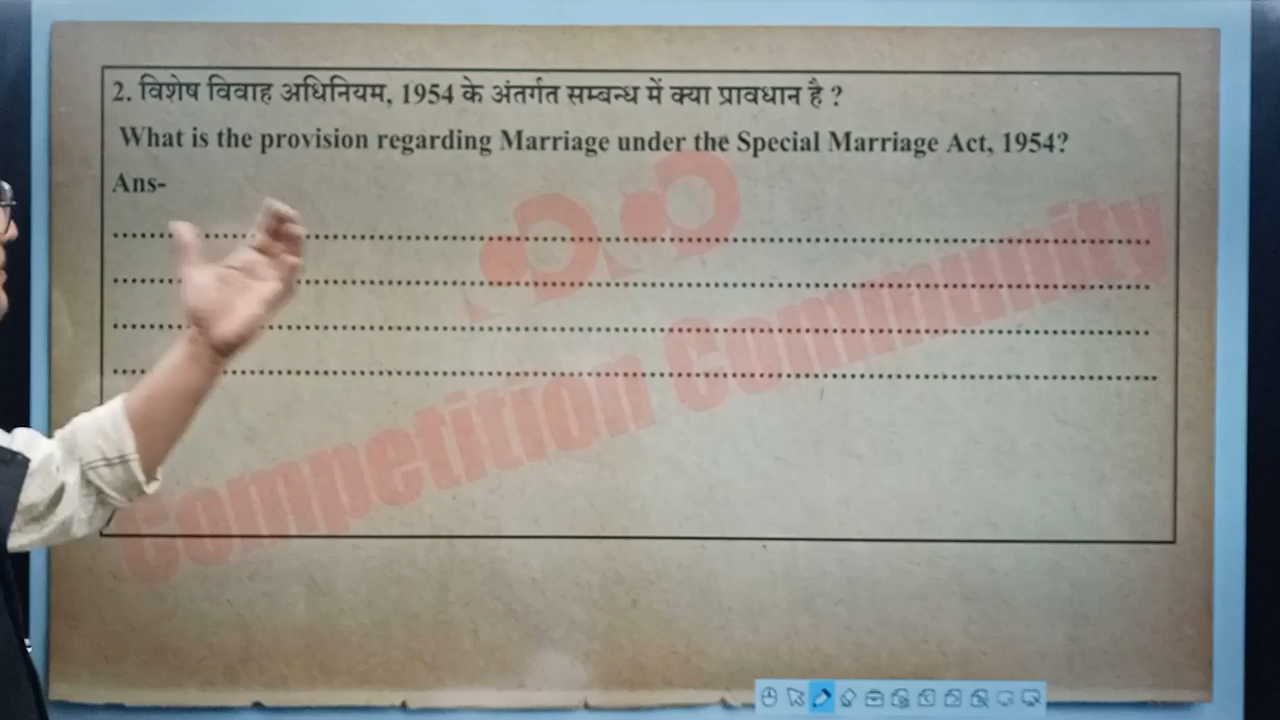 2. विशेष विवाह अधिनियम, 1954 के अंतर्गत सम्बन्ध में क्या प्रावधान है ?
What is the provision regarding Marriage under the Special Marriage Act, 1954?
Ans-
Competition Community